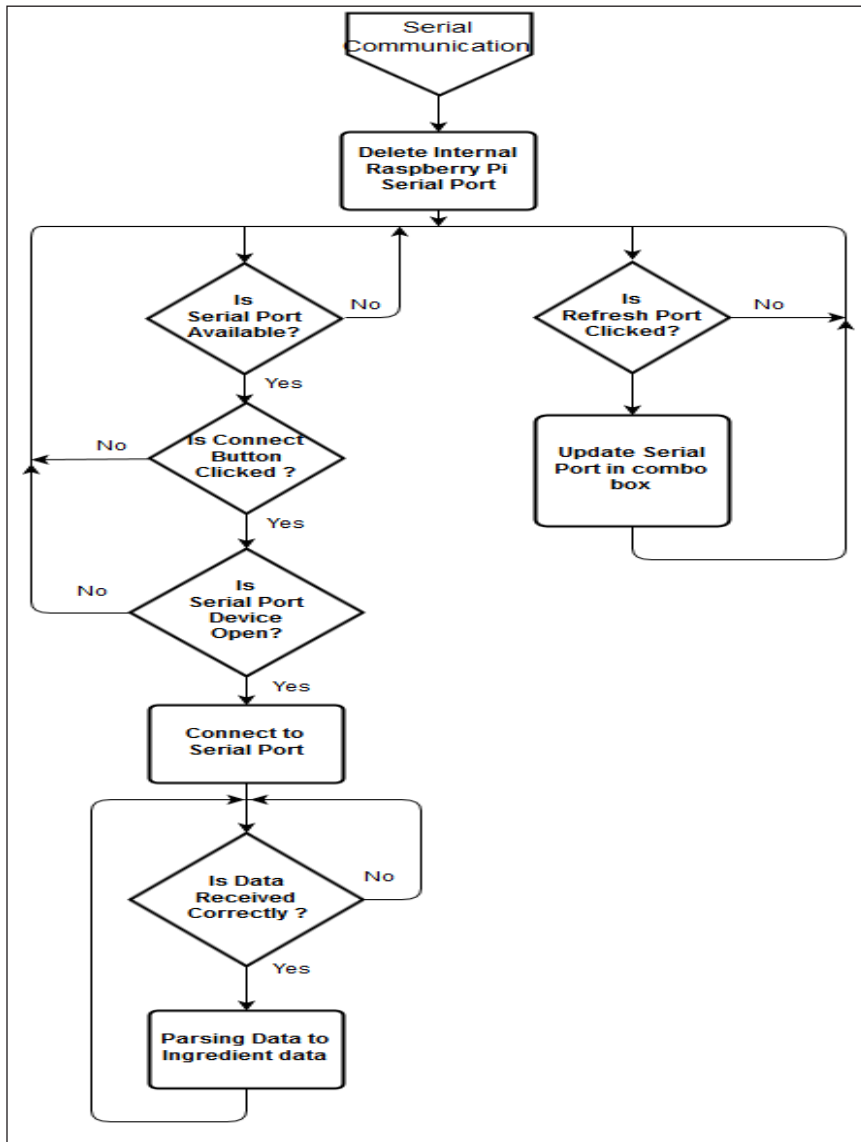 Serial
Communication
Delete Internal
Raspberry Pi
Serial Port
Is
Serial Port
Available?
No
Yes
Is Connect
Button
Clicked ?
No
Yes
Is
Serial Port
Device
Open?
No
Yes
Connect to
Serial Port
Is Data
Received
Correctly ?
No
Yes
Parsing Data to
Ingredient data
Is
Refresh Port
Clicked?
No
Update Serial
Port in combo
box